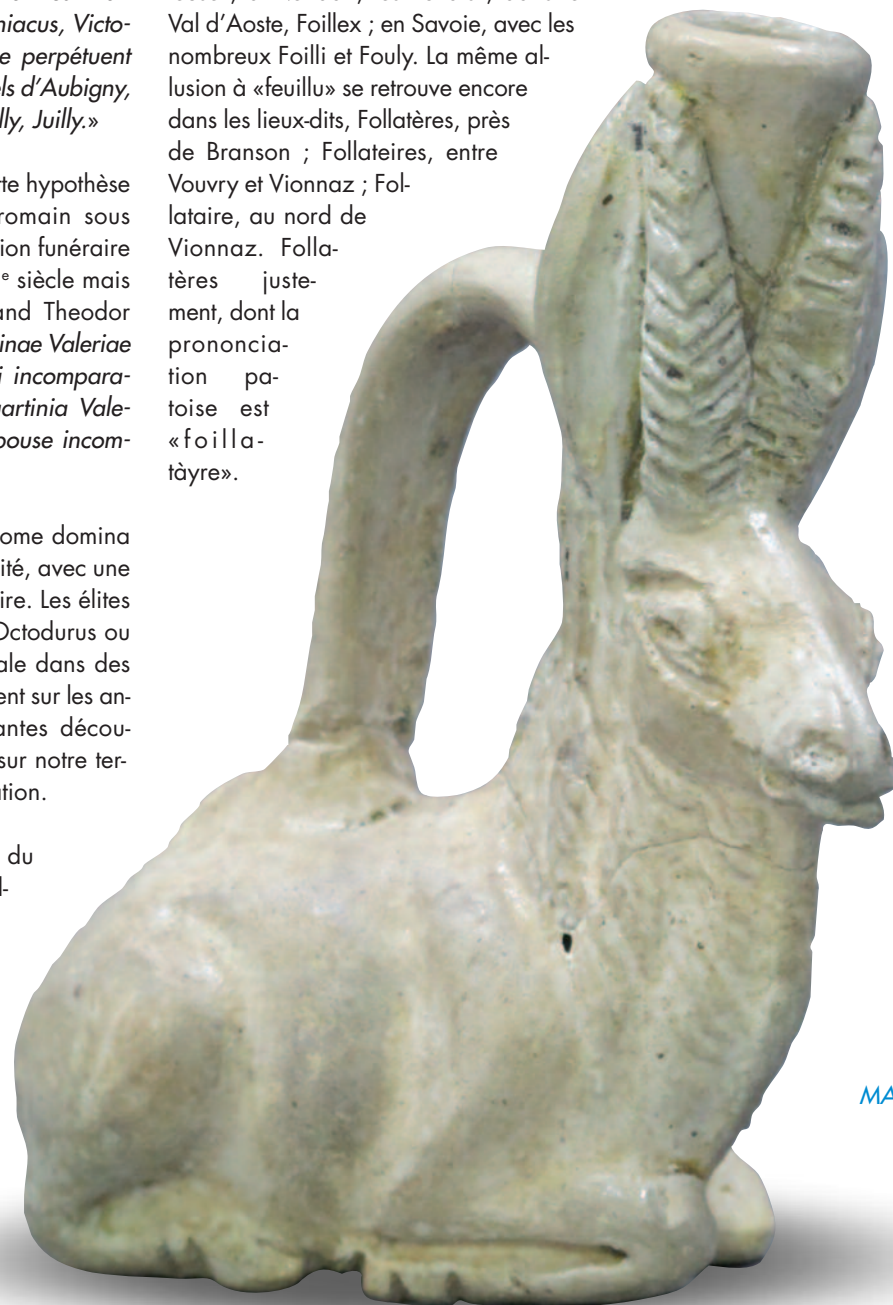 niacus, Victo-
e perpétuent
els d'Aubigny,
lly, Juilly.»
te hypothèse
romain sous
ion funéraire
e siècle mais
and Theodor
inae Valeriae
i incompara-
artinia Vale-
pouse incom-
ome domina
ité, avec une
ire. Les élites
Octodurus ou
ale dans des
ent sur les an-
antes décou-
sur notre ter-
ation.
du
l-
Val d'Aoste, Foillex ; en Savoie, avec les
nombreux Foilli et Fouly. La même al-
lusion à «feuillu» se retrouve encore
dans les lieux-dits, Follatères, près
de Branson ; Follateires, entre
Vouvry et Vionnaz ; Fol-
lataire, au nord de
Vionnaz. Folla-
tères juste-
ment, dont la
prononcia-
tion pa-
toise est
«foilla-
tàyre».
MA